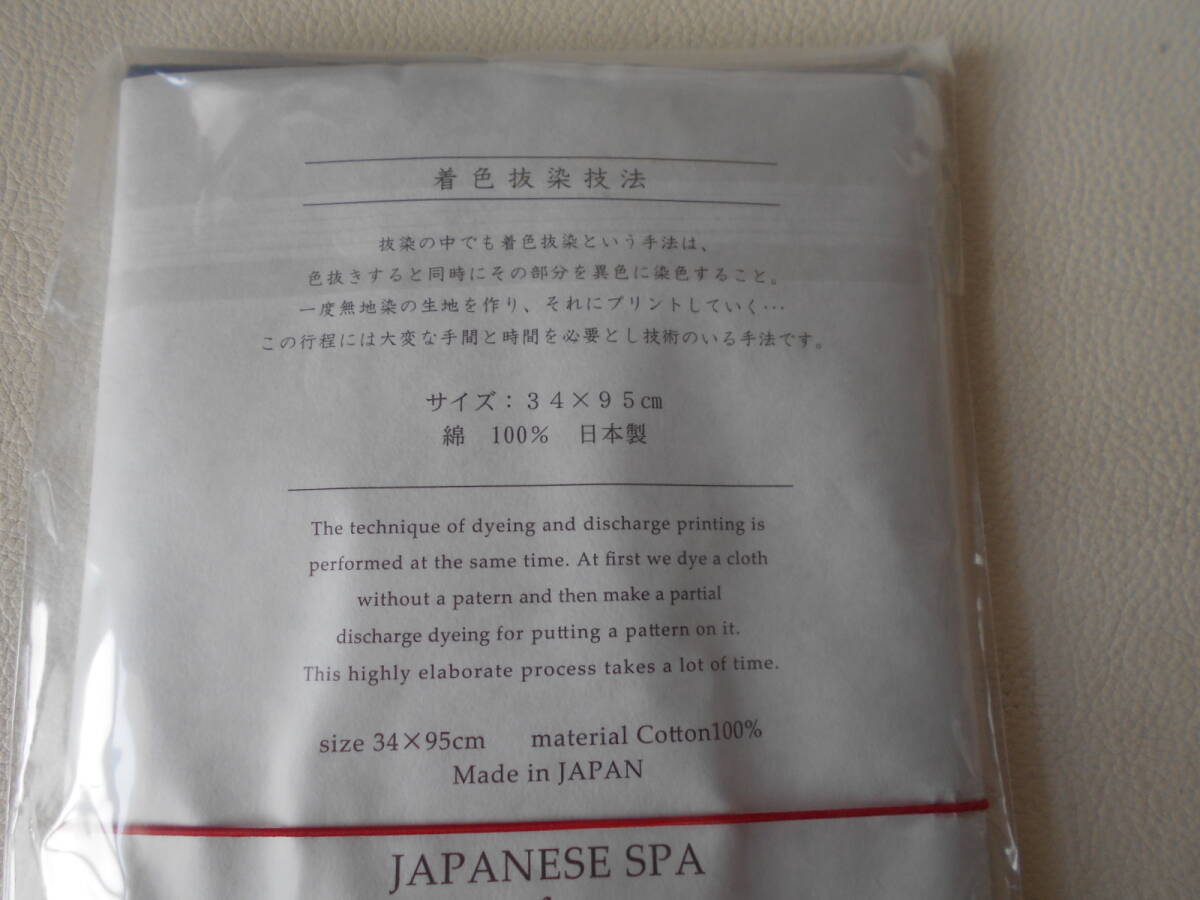 着色抜染技法
抜染の中でも着色抜染という手法は、
色抜きすると同時にその部分を異色に染色すること。
一度無地染の生地を作り、それにプリントしていく…
この行程には大変な手間と時間を必要とし技術のいる手法です。
サイズ：３４×９５㎝
綿　100％　日本製
The technique of dyeing and discharge printing is
performed at the same time. At first we dye a cloth
without a patern and then make a partial
discharge dyeing for putting a pattern on it.
This highly elaborate process takes a lot of time.
size 34×95cm　material Cotton100%
Made in JAPAN
JAPANESE SPA